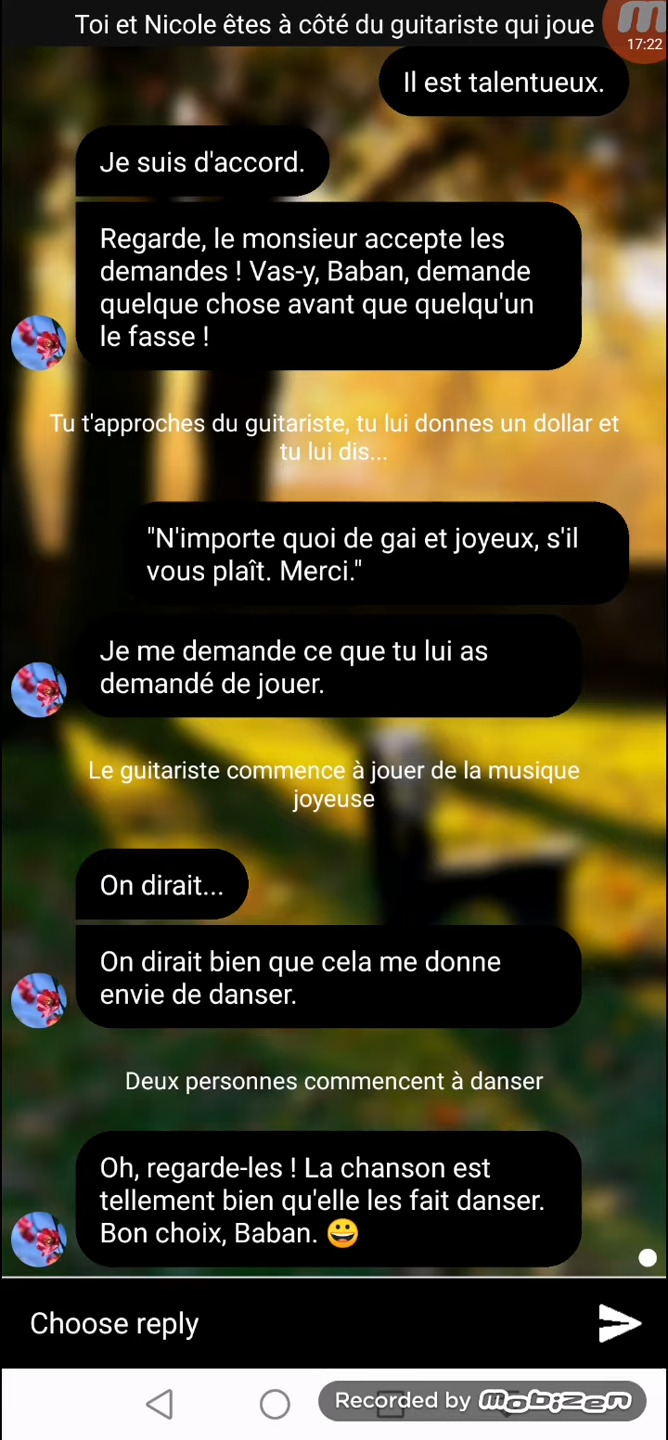 Toi et Nicole êtes à côté du guitariste qui joue
17:22
Il est talentueux.
Je suis d'accord.
Regarde, le monsieur accepte les
demandes ! Vas-y, Baban, demande
quelque chose avant que quelqu'un
le fasse !
Tu t'approches du guitariste, tu lui donnes un dollar et
tu lui dis...
"N'importe quoi de gai et joyeux, s'il
vous plaît. Merci."
Je me demande ce que tu lui as
demandé de jouer.
Le guitariste commence à jouer de la musique
joyeuse
On dirait...
On dirait bien que cela me donne
envie de danser.
Deux personnes commencent à danser
Oh, regarde-les ! La chanson est
tellement bien qu'elle les fait danser.
Bon choix, Baban. 😀
Choose reply
Recorded by mobizen